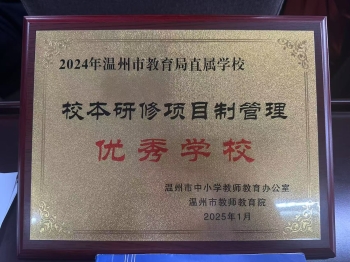 2024年温州市教育局直属学校
校本研修项目制管理
优秀学校
温州市中小学教师教育办公室
温州市教师教育院
2025年1月